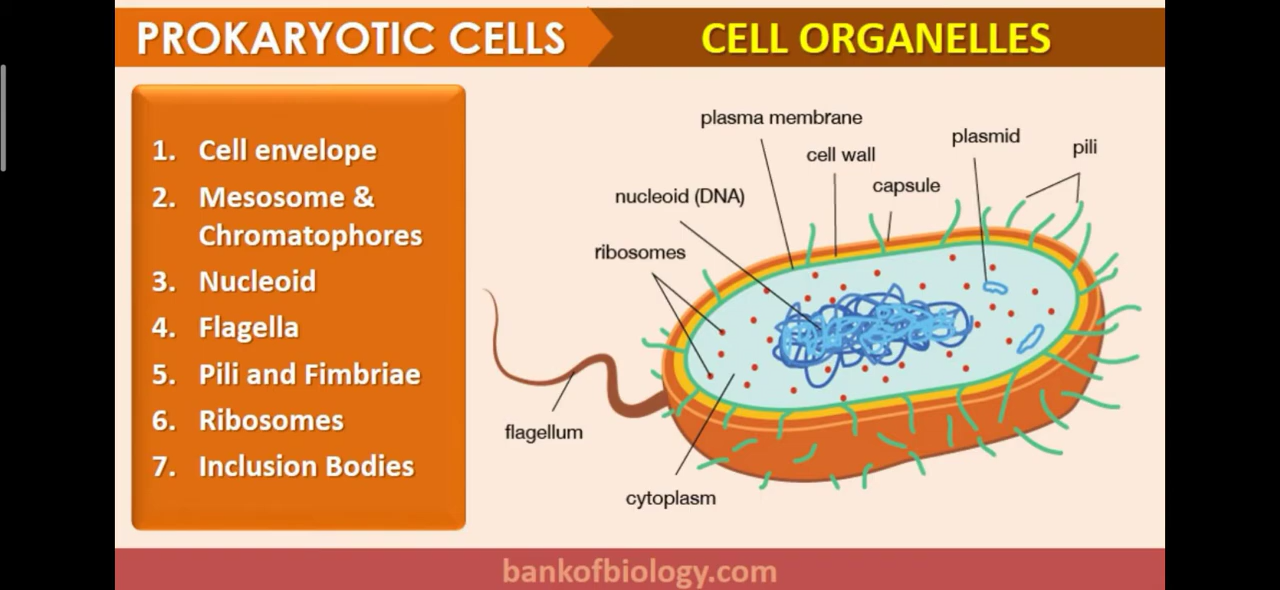 PROKARYOTIC CELLS
CELL ORGANELLES
1. Cell envelope
2. Mesosome &
Chromatophores
3. Nucleoid
4. Flagella
5. Pili and Fimbriae
6. Ribosomes
7. Inclusion Bodies
plasma membrane
cell wall
capsule
plasmid
pili
nucleoid (DNA)
ribosomes
flagellum
cytoplasm
bankofbiology.com